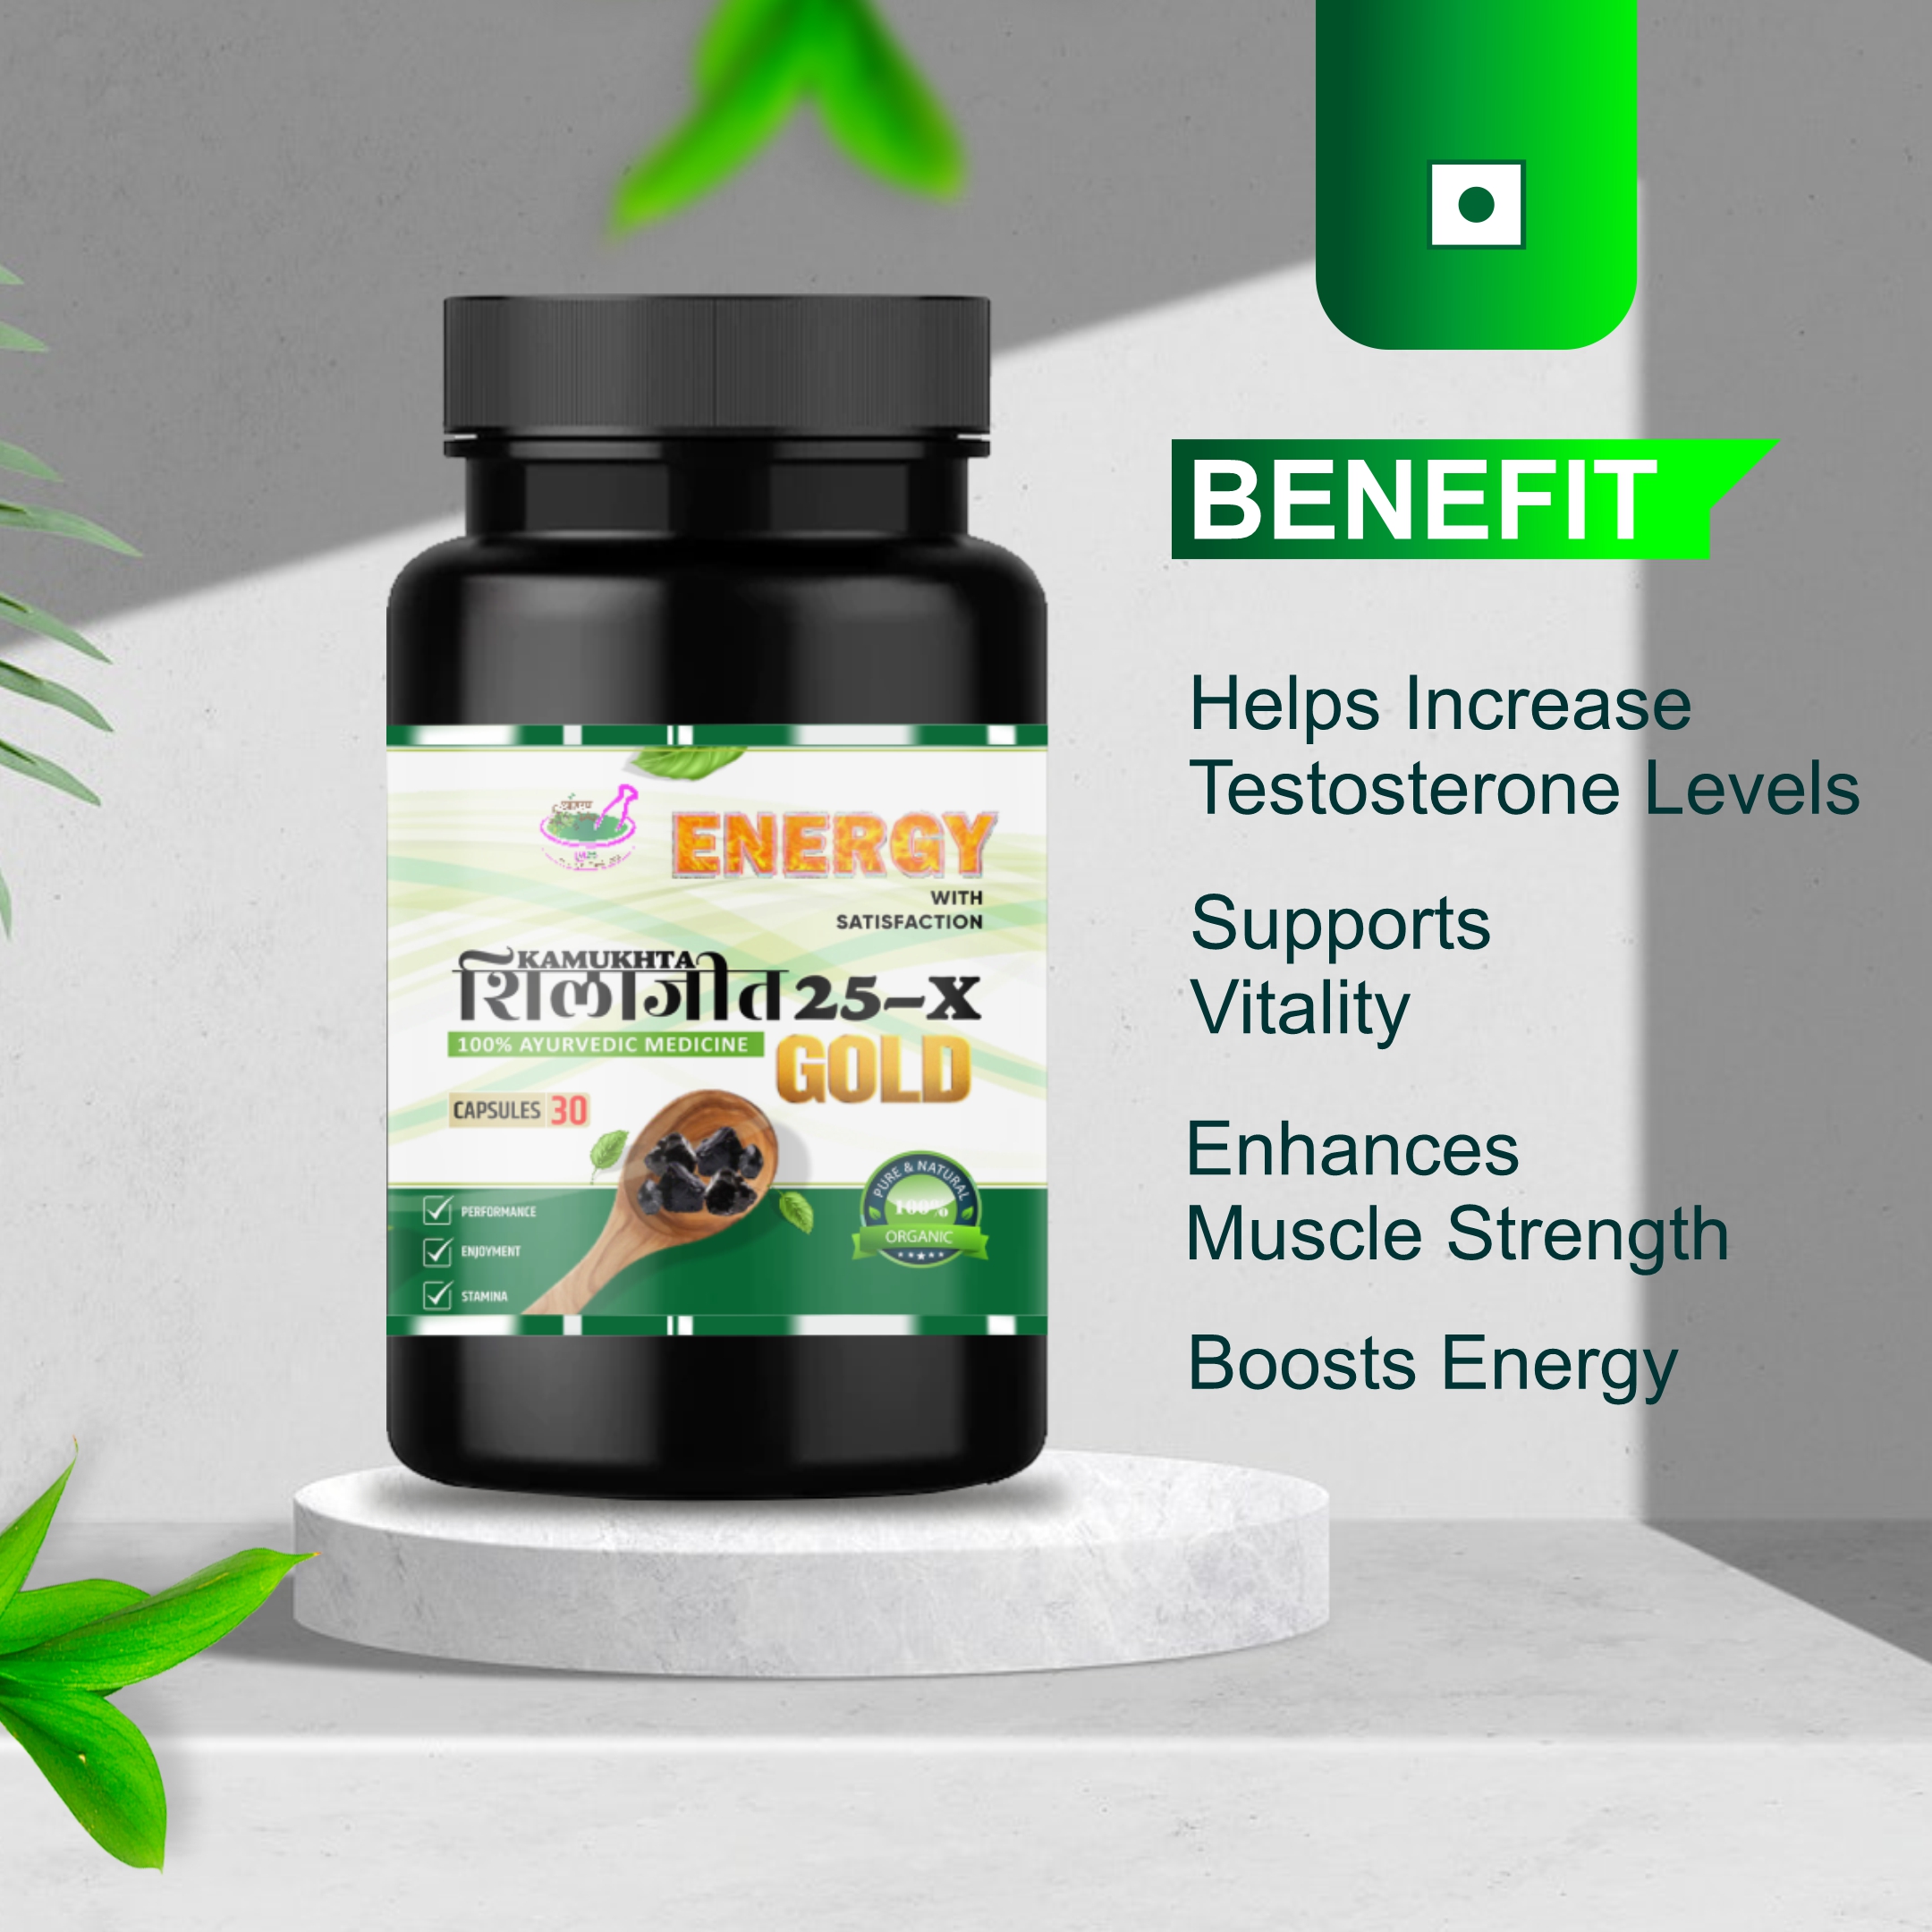 ENERGY
WITH
SATISFACTION
KAMUKHTA
शिलाजीत 25-X
100% AYURVEDIC MEDICINE
GOLD
CAPSULES 30
PURE & NATURAL
100%
ORGANIC
PERFORMANCE
ENJOYMENT
STAMINA
BENEFIT
Helps Increase
Testosterone Levels
Supports
Vitality
Enhances
Muscle Strength
Boosts Energy